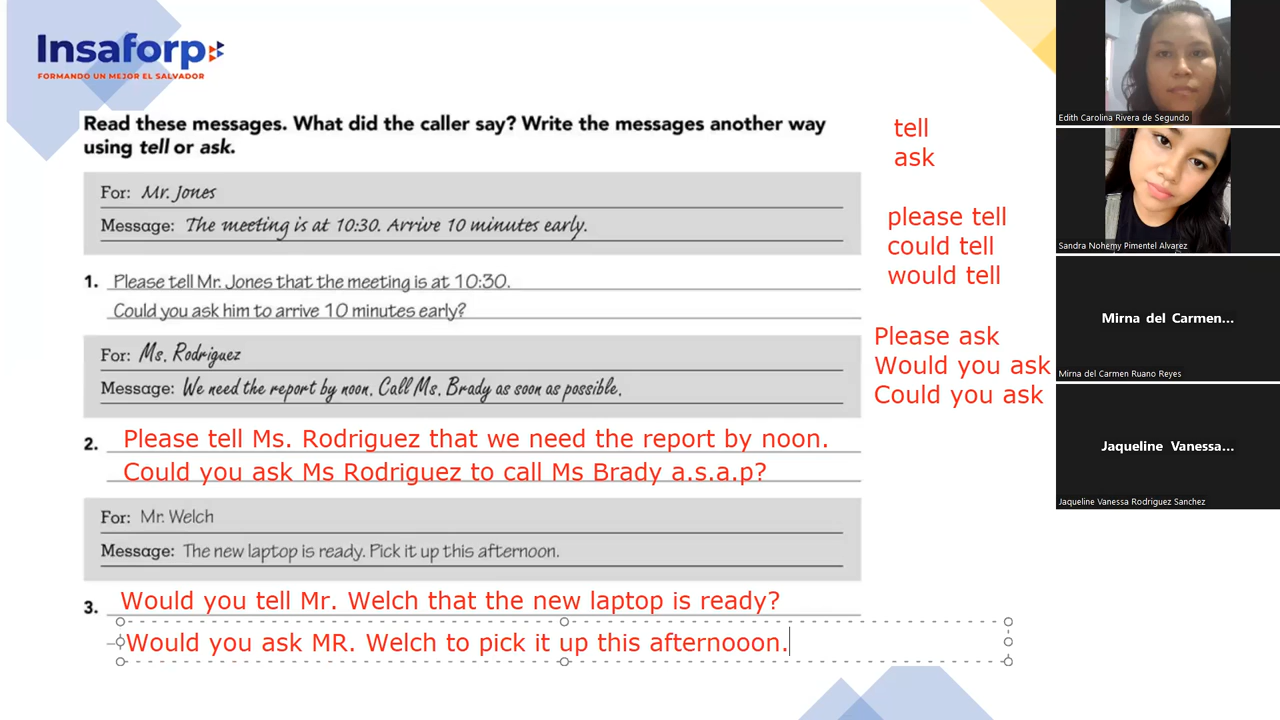 Insaforp
FORMANDO UN MEJOR EL SALVADOR
Read these messages. What did the caller say? Write the messages another way
using tell or ask.
For: Mr. Jones
Message: The meeting is at 10:30. Arrive 10 minutes early.
1. Please tell Mr. Jones that the meeting is at 10:30.
Could you ask him to arrive 10 minutes early?
For: Ms. Rodriguez
Message: We need the report by noon. Call Ms. Brady as soon as possible.
2. Please tell Ms. Rodriguez that we need the report by noon.
Could you ask Ms Rodriguez to call Ms Brady a.s.a.p?
For: Mr. Welch
Message: The new laptop is ready. Pick it up this afternoon.
3. Would you tell Mr. Welch that the new laptop is ready?
Would you ask MR. Welch to pick it up this afternooon.
tell
ask
please tell
could tell
would tell
Please ask
Would you ask
Could you ask
Edith Carolina Rivera de Segundo
Sandra Nohemy Pimentel Alvarez
Mirna del Carmen...
Mirna del Carmen Ruano Reyes
Jaqueline Vanessa...
Jaqueline Vanessa Rodriguez Sanchez